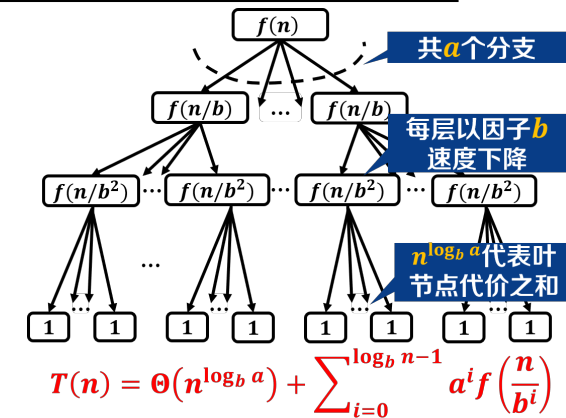 f(n)
共a个分支
f(n/b) ... f(n/b)
每层以因子b
速度下降
f(n/b²) ... f(n/b²) ... f(n/b²) ... f(n/b²)
n^{log_b a}代表叶
节点代价之和
...
... ... ... ...
1 1 1 1 1 1 1 1
T(n) = Θ(n^{log_b a}) + ∑_{i=0}^{log_b n−1} a^i f(n/b^i)